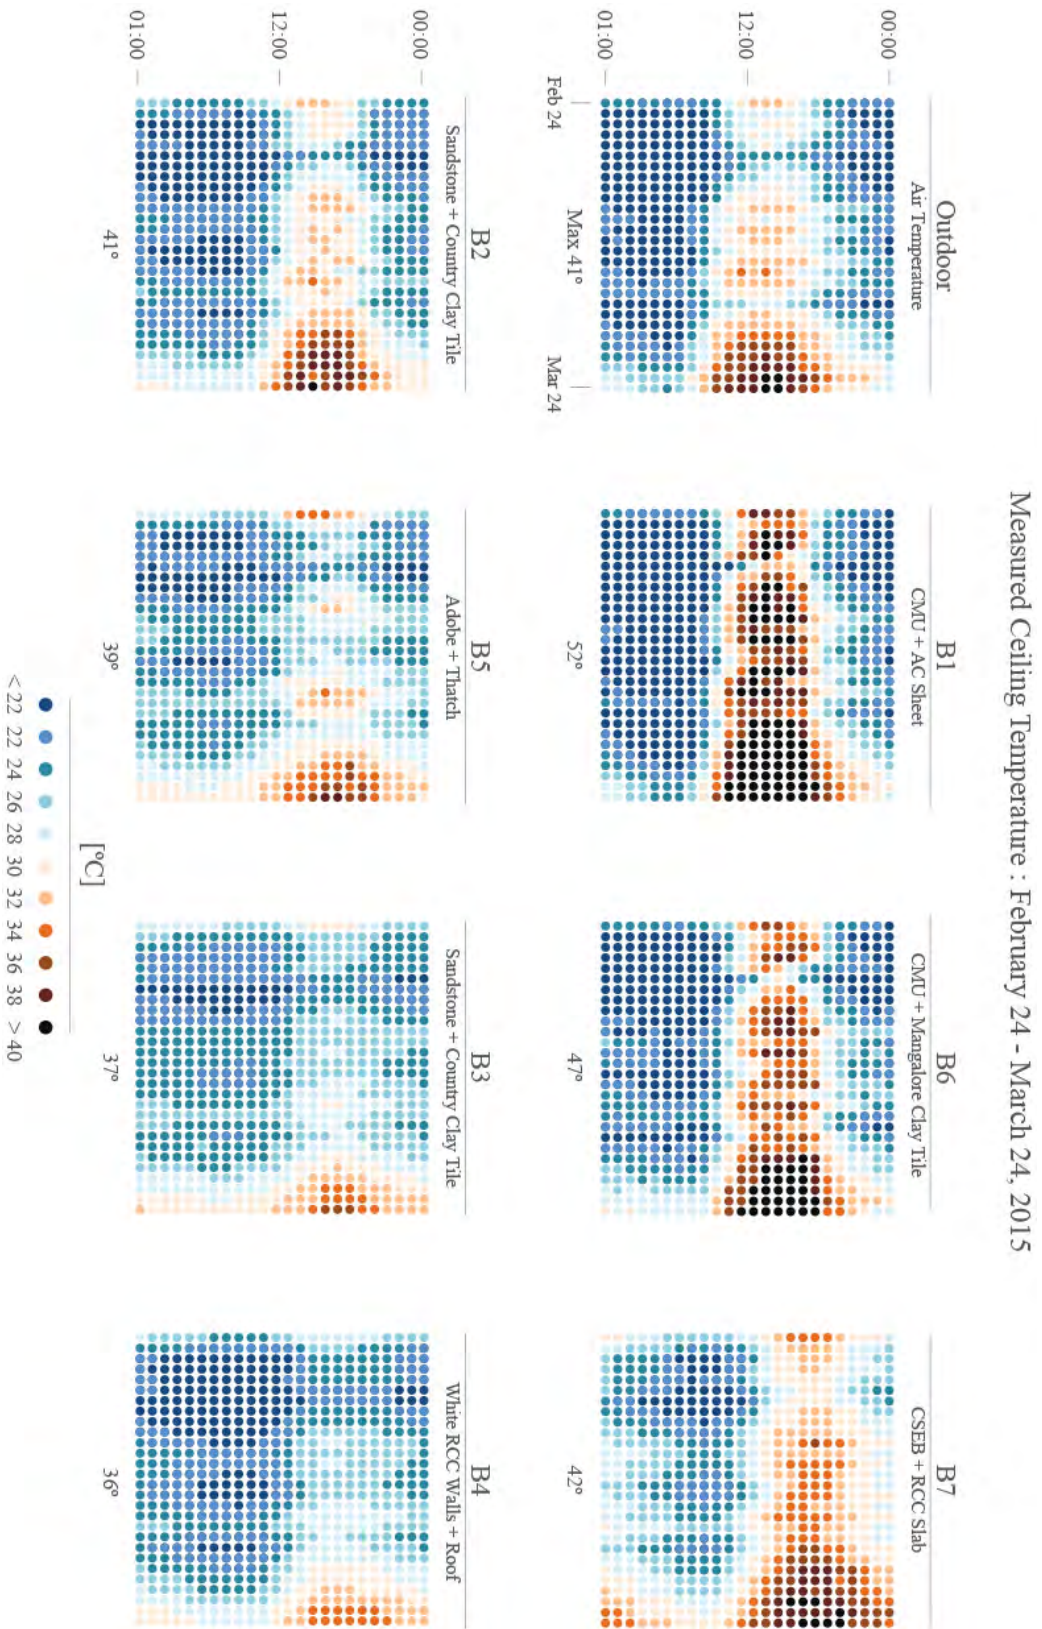 Measured Ceiling Temperature : February 24 - March 24, 2015
Outdoor
Air Temperature
00:00
12:00
01:00
Feb 24
Mar 24
Max 41°
B1
CMU + AC Sheet
52°
B6
CMU + Mangalore Clay Tile
47°
B7
CSEB + RCC Slab
42°
B2
Sandstone + Country Clay Tile
00:00
12:00
01:00
41°
B5
Adobe + Thatch
39°
B3
Sandstone + Country Clay Tile
37°
B4
White RCC Walls + Roof
36°
[°C]
< 22 22 24 26 28 30 32 34 36 38 > 40